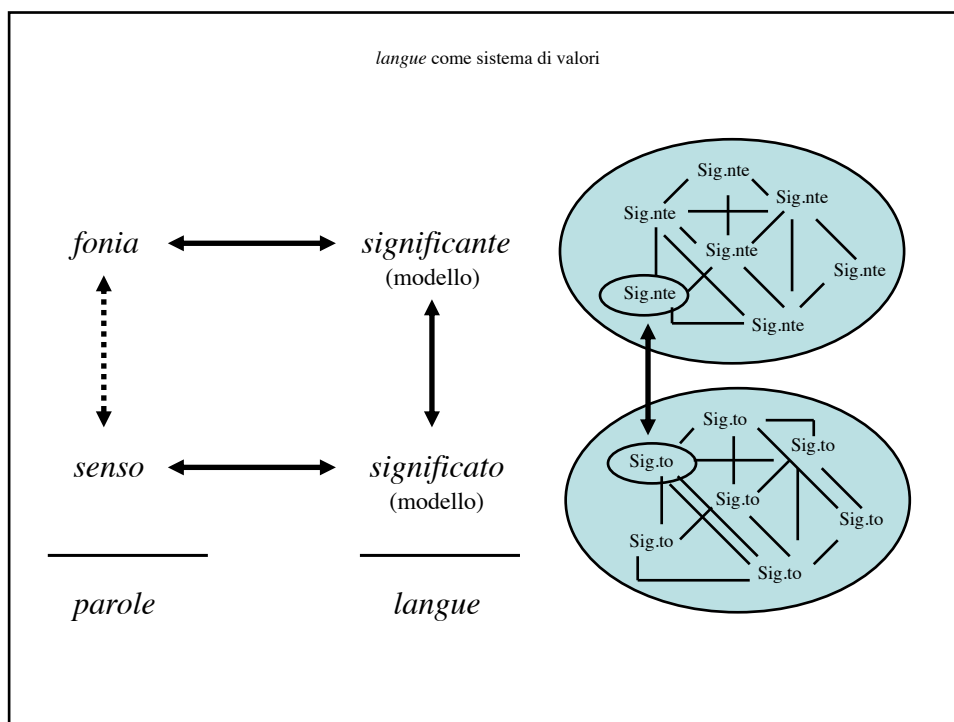 langue come sistema di valori
fonia
significante
(modello)
senso
significato
(modello)
parole
langue
Sig.nte
Sig.nte
Sig.nte
Sig.nte
Sig.nte
Sig.nte
Sig.nte
Sig.to
Sig.to
Sig.to
Sig.to
Sig.to
Sig.to
Sig.to